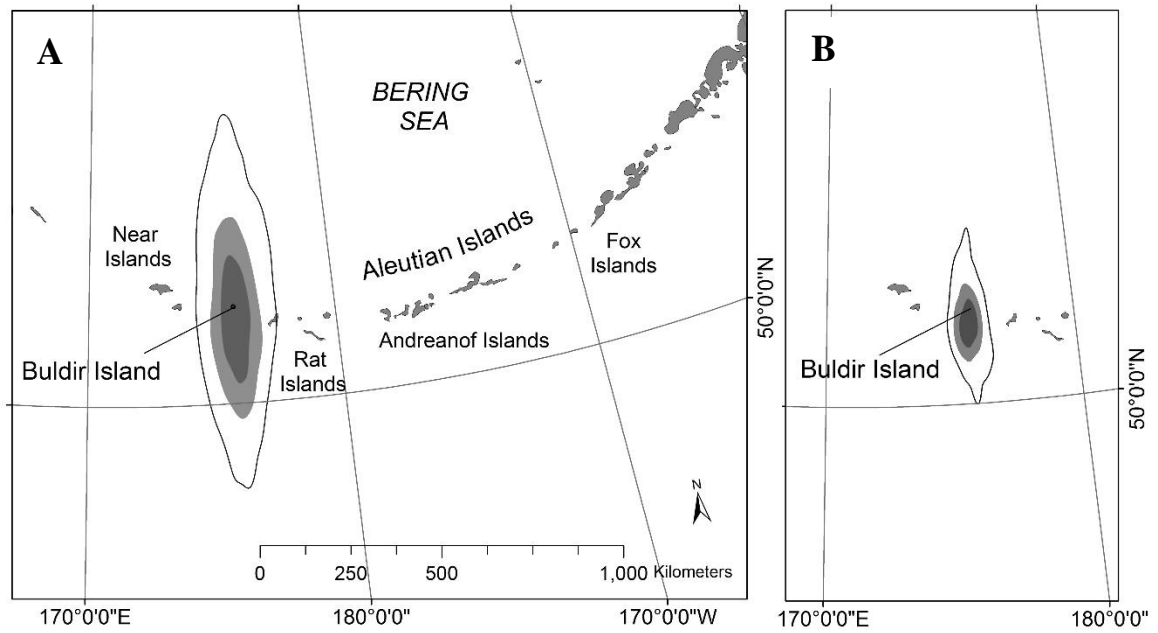 A
BERING
SEA
Near
Islands
Aleutian Islands
Fox
Islands
Buldir Island
Rat
Islands
Andreanof Islands
50°0'0"N
N
0 250 500 1,000 Kilometers
170°0'0"E 180°0'0" 170°0'0"W
B
Buldir Island
50°0'0"N
170°0'0"E 180°0'0"